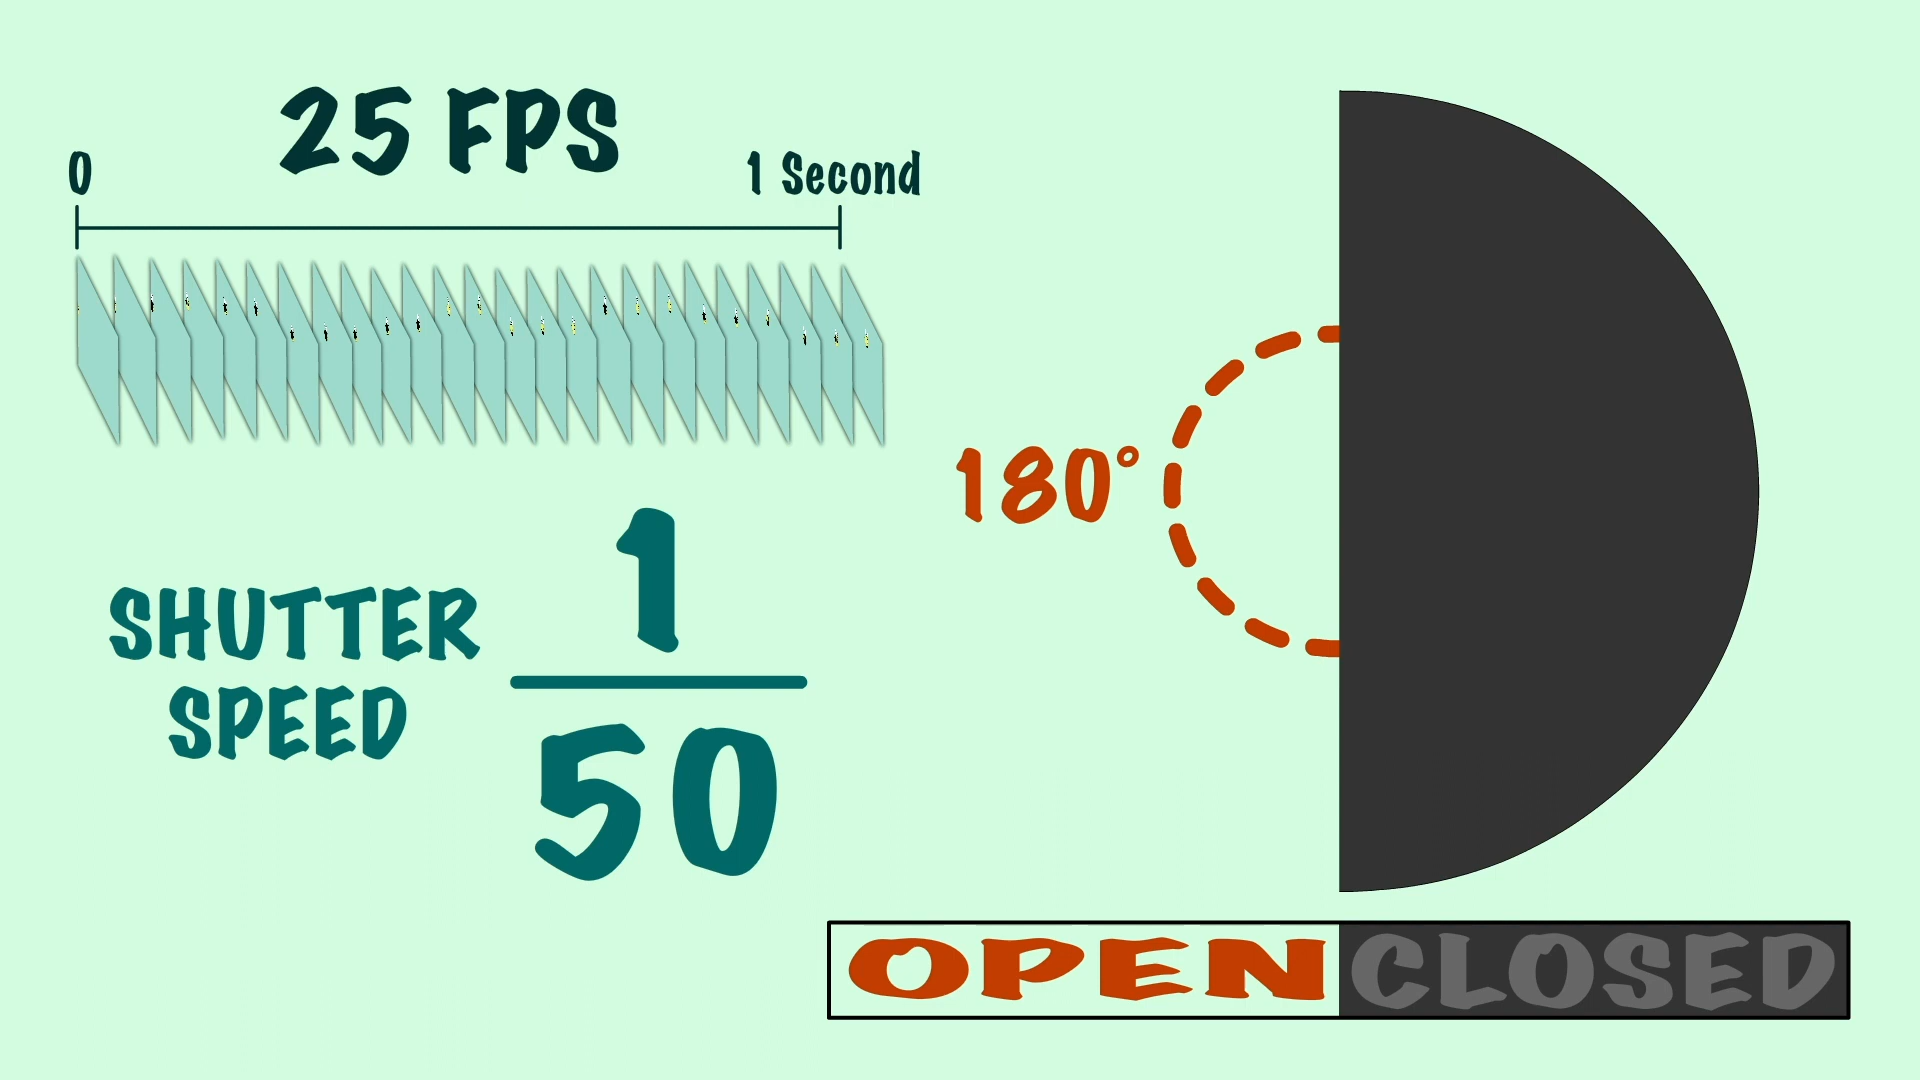 25 FPS
0
1 Second
180°
SHUTTER
SPEED
1
50
OPEN CLOSED